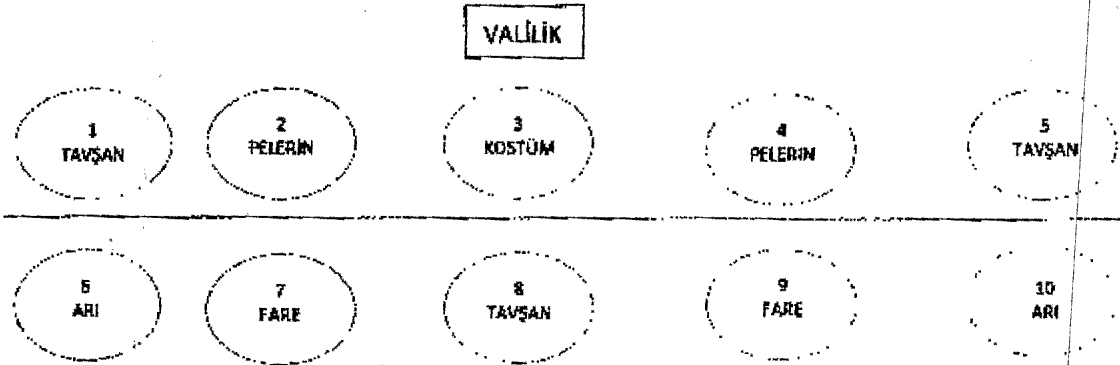 VALİLİK
1
TAVŞAN
2
PELERİN
3
KOSTÜM
4
PELERIN
5
TAVŞAN
6
ARI
7
FARE
8
TAVŞAN
9
FARE
10
ARI